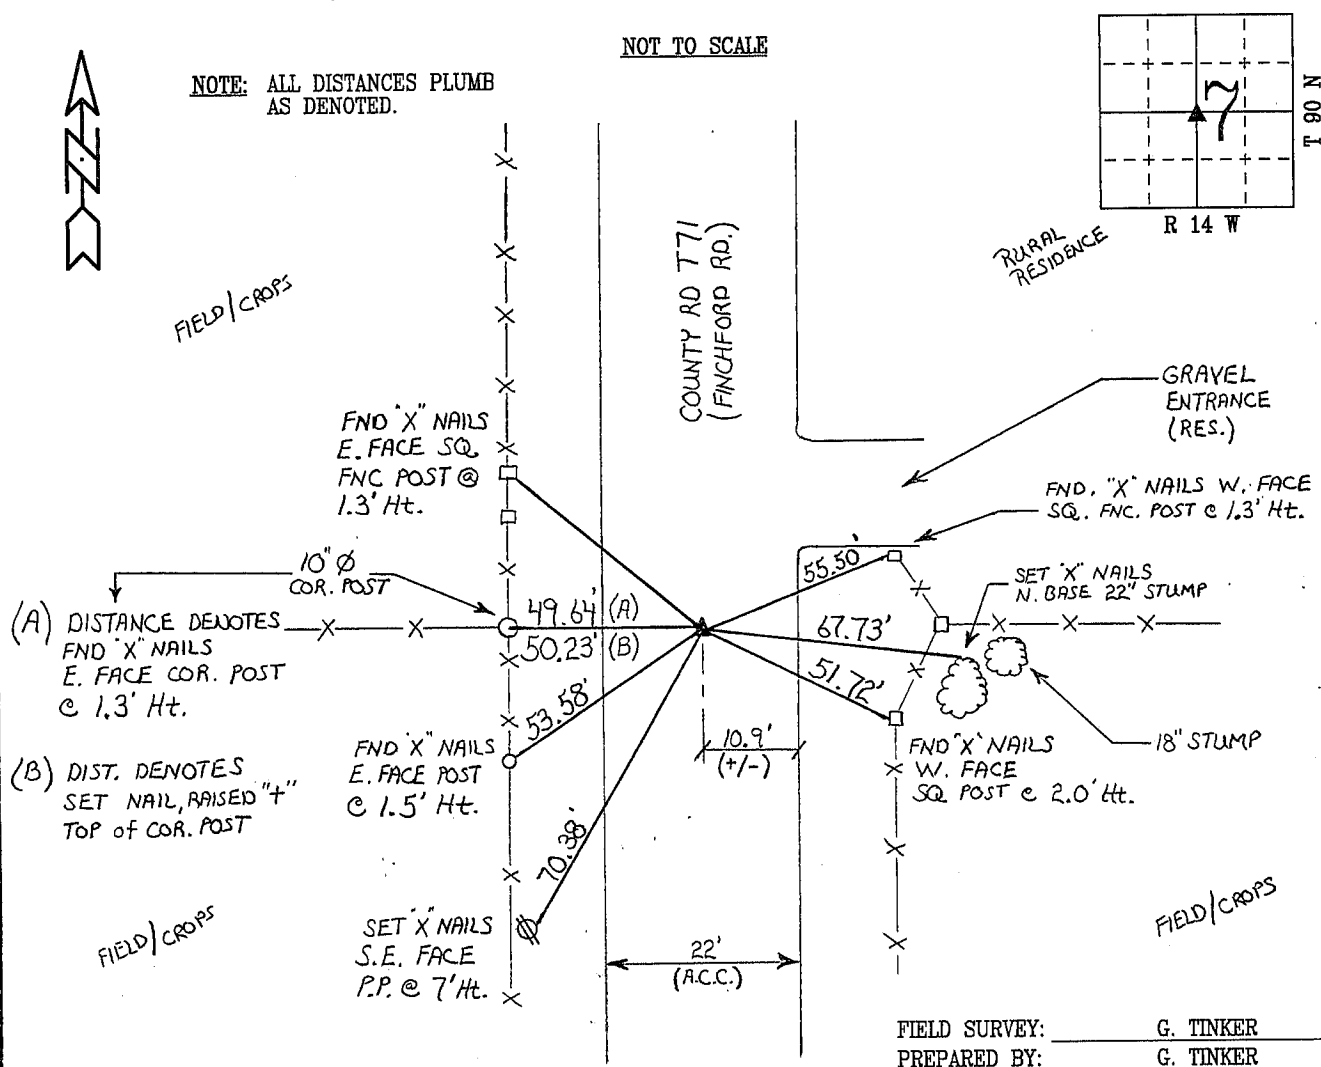 NOT TO SCALE
NOTE: ALL DISTANCES PLUMB
AS DENOTED.
N
7
T 90 N
R 14 W
RURAL
RESIDENCE
FIELD/CROPS
COUNTY RD T71
(FINCHFORD RD.)
GRAVEL
ENTRANCE
(RES.)
FND "X" NAILS
E. FACE SQ
FNC POST @
1.3' Ht.
FND. "X" NAILS W. FACE
SQ. FNC. POST @ 1.3' Ht.
10" Ø
COR. POST
55.50'
SET "X" NAILS
N. BASE 22" STUMP
(A) DISTANCE DENOTES
FND "X" NAILS
E. FACE COR. POST
@ 1.3' Ht.
49.64' (A)
50.23' (B)
67.73'
51.72'
53.58'
10.9'
(+/-)
18" STUMP
(B) DIST. DENOTES
SET NAIL, RAISED "+"
TOP of COR. POST
FND "X" NAILS
E. FACE POST
@ 1.5' Ht.
FND "X" NAILS
W. FACE
SQ POST @ 2.0' Ht.
70.38'
FIELD/CROPS
SET "X" NAILS
S.E. FACE
P.P. @ 7' Ht.
22'
(A.C.C.)
FIELD/CROPS
FIELD SURVEY: G. TINKER
PREPARED BY: G. TINKER